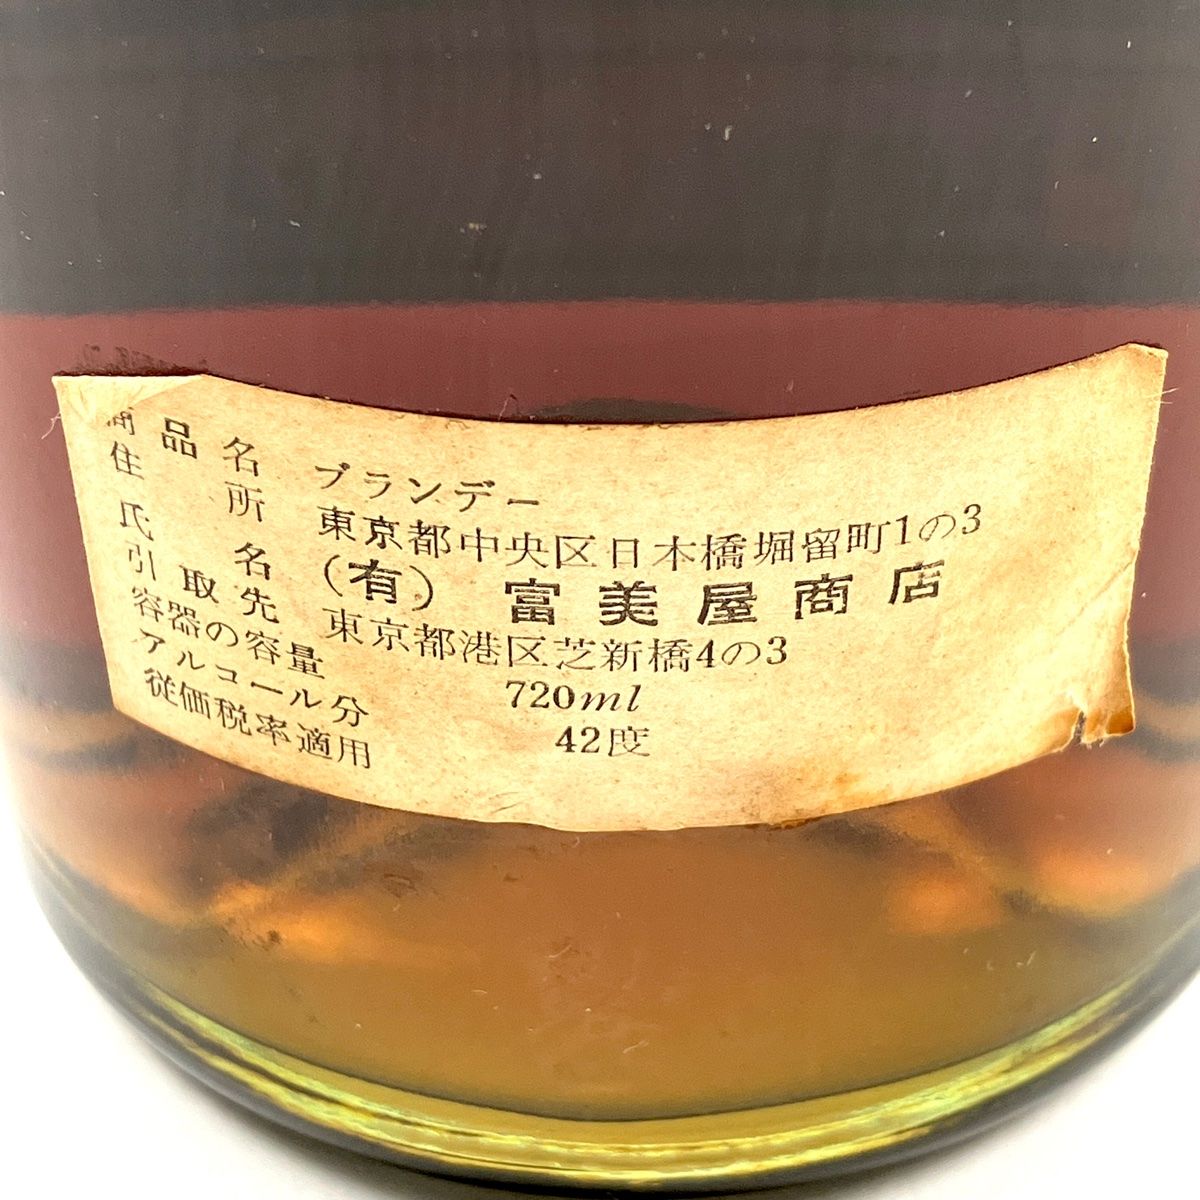 商品名 ブランデー
住所 東京都中央区日本橋堀留町1の3
氏名 (有) 富美屋商店
引取先 東京都港区芝新橋4の3
容器の容量 720ml
アルコール分 42度
従価税率適用